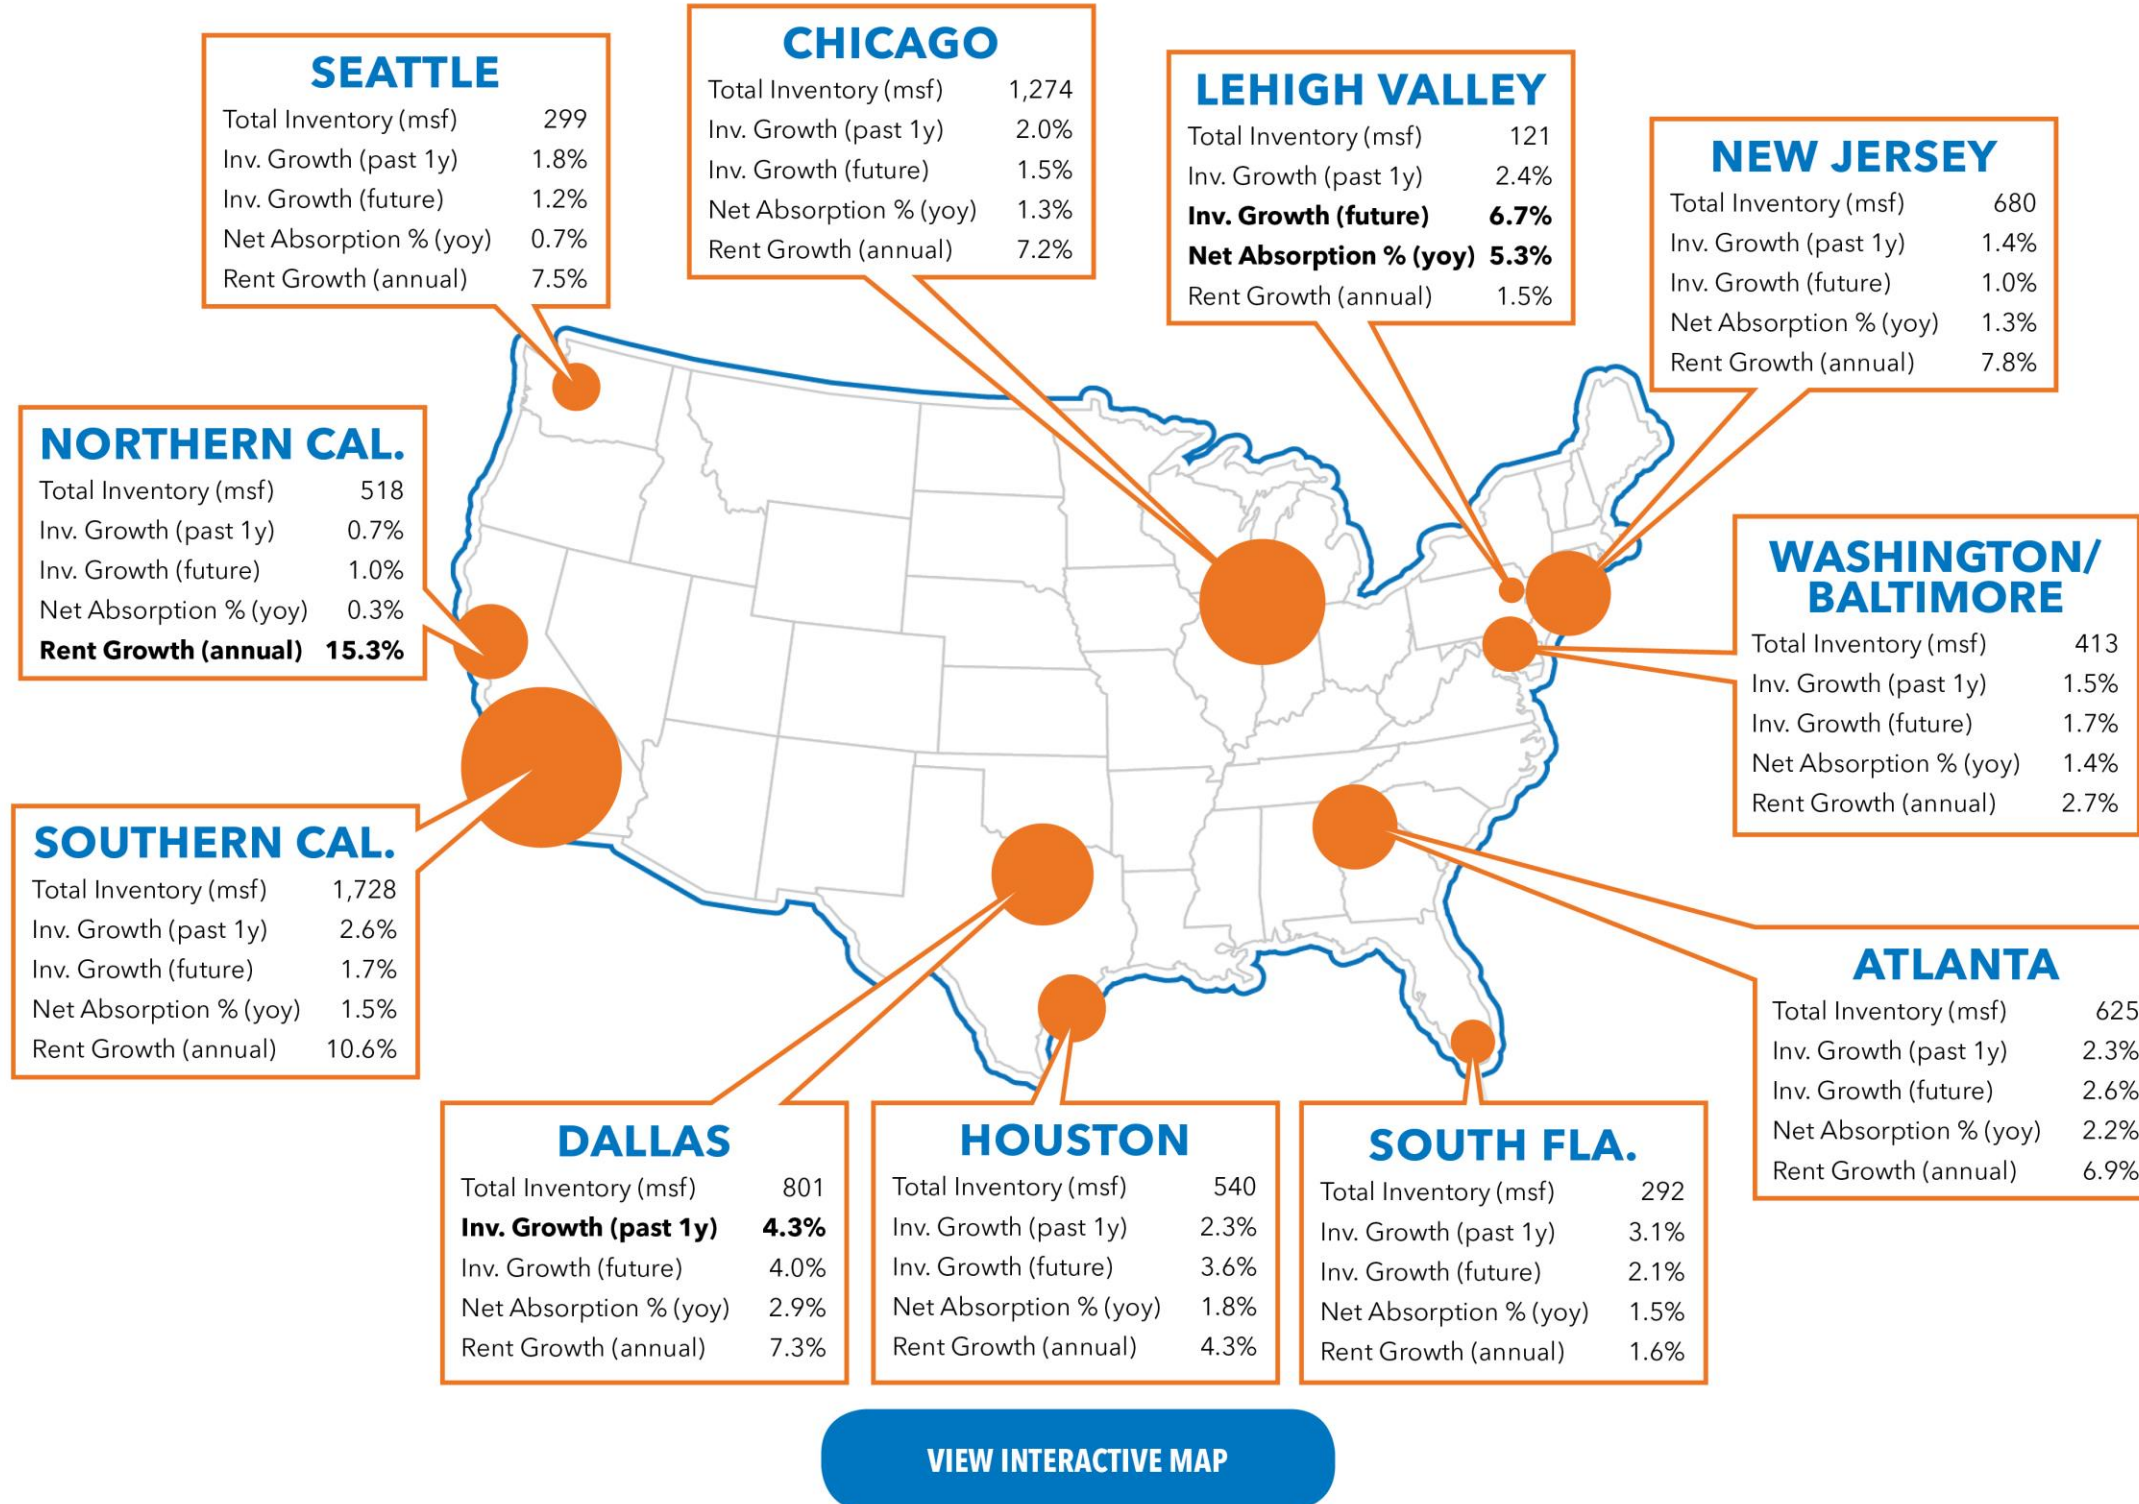 SEATTLE
Total Inventory (msf) 299
Inv. Growth (past 1y) 1.8%
Inv. Growth (future) 1.2%
Net Absorption % (yoy) 0.7%
Rent Growth (annual) 7.5%
CHICAGO
Total Inventory (msf) 1,274
Inv. Growth (past 1y) 2.0%
Inv. Growth (future) 1.5%
Net Absorption % (yoy) 1.3%
Rent Growth (annual) 7.2%
LEHIGH VALLEY
Total Inventory (msf) 121
Inv. Growth (past 1y) 2.4%
Inv. Growth (future) 6.7%
Net Absorption % (yoy) 5.3%
Rent Growth (annual) 1.5%
NEW JERSEY
Total Inventory (msf) 680
Inv. Growth (past 1y) 1.4%
Inv. Growth (future) 1.0%
Net Absorption % (yoy) 1.3%
Rent Growth (annual) 7.8%
NORTHERN CAL.
Total Inventory (msf) 518
Inv. Growth (past 1y) 0.7%
Inv. Growth (future) 1.0%
Net Absorption % (yoy) 0.3%
Rent Growth (annual) 15.3%
WASHINGTON/
BALTIMORE
Total Inventory (msf) 413
Inv. Growth (past 1y) 1.5%
Inv. Growth (future) 1.7%
Net Absorption % (yoy) 1.4%
Rent Growth (annual) 2.7%
SOUTHERN CAL.
Total Inventory (msf) 1,728
Inv. Growth (past 1y) 2.6%
Inv. Growth (future) 1.7%
Net Absorption % (yoy) 1.5%
Rent Growth (annual) 10.6%
ATLANTA
Total Inventory (msf) 625
Inv. Growth (past 1y) 2.3%
Inv. Growth (future) 2.6%
Net Absorption % (yoy) 2.2%
Rent Growth (annual) 6.9%
DALLAS
Total Inventory (msf) 801
Inv. Growth (past 1y) 4.3%
Inv. Growth (future) 4.0%
Net Absorption % (yoy) 2.9%
Rent Growth (annual) 7.3%
HOUSTON
Total Inventory (msf) 540
Inv. Growth (past 1y) 2.3%
Inv. Growth (future) 3.6%
Net Absorption % (yoy) 1.8%
Rent Growth (annual) 4.3%
SOUTH FLA.
Total Inventory (msf) 292
Inv. Growth (past 1y) 3.1%
Inv. Growth (future) 2.1%
Net Absorption % (yoy) 1.5%
Rent Growth (annual) 1.6%
VIEW INTERACTIVE MAP